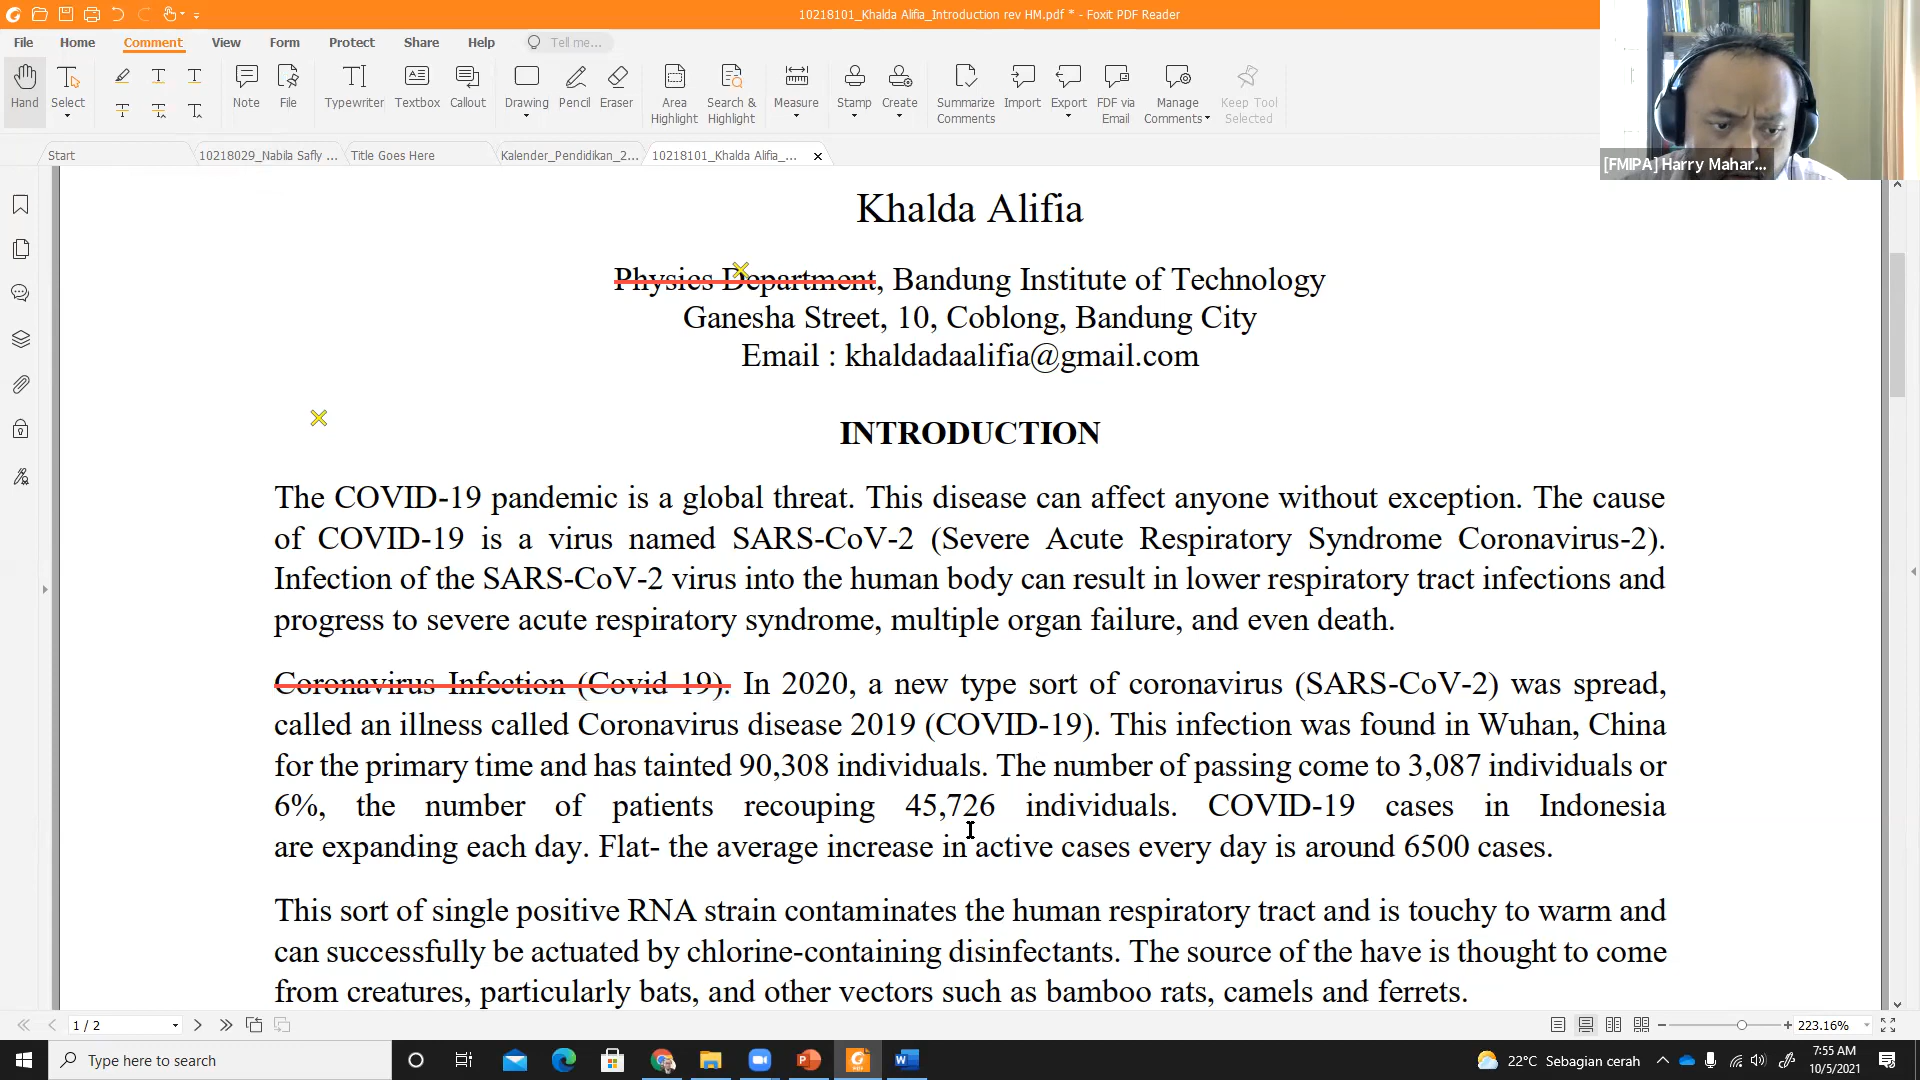 10218101_Khalda Alifia_Introduction rev HM.pdf * - Foxit PDF Reader
File Home Comment View Form Protect Share Help Tell me...
Hand Select Note File Typewriter Textbox Callout Drawing Pencil Eraser Area Highlight Search & Highlight Measure Stamp Create Summarize Comments Import Export PDF via Email Manage Comments Keep Tool Selected
[FMIPA] Harry Mahar...
Start 10218029_Nabila Safly ... Title Goes Here Kalender_Pendidikan_2... 10218101_Khalda Alifia_...
Khalda Alifia
Physics Department, Bandung Institute of Technology
Ganesha Street, 10, Coblong, Bandung City
Email : khaldadaalifia@gmail.com
INTRODUCTION
The COVID-19 pandemic is a global threat. This disease can affect anyone without exception. The cause
of COVID-19 is a virus named SARS-CoV-2 (Severe Acute Respiratory Syndrome Coronavirus-2).
Infection of the SARS-CoV-2 virus into the human body can result in lower respiratory tract infections and
progress to severe acute respiratory syndrome, multiple organ failure, and even death.
Coronavirus Infection (Covid 19). In 2020, a new type sort of coronavirus (SARS-CoV-2) was spread,
called an illness called Coronavirus disease 2019 (COVID-19). This infection was found in Wuhan, China
for the primary time and has tainted 90,308 individuals. The number of passing come to 3,087 individuals or
6%, the number of patients recouping 45,726 individuals. COVID-19 cases in Indonesia
are expanding each day. Flat- the average increase in active cases every day is around 6500 cases.
This sort of single positive RNA strain contaminates the human respiratory tract and is touchy to warm and
can successfully be actuated by chlorine-containing disinfectants. The source of the have is thought to come
from creatures, particularly bats, and other vectors such as bamboo rats, camels and ferrets.
1 / 2
223.16%
Type here to search
22°C Sebagian cerah
7:55 AM
10/5/2021